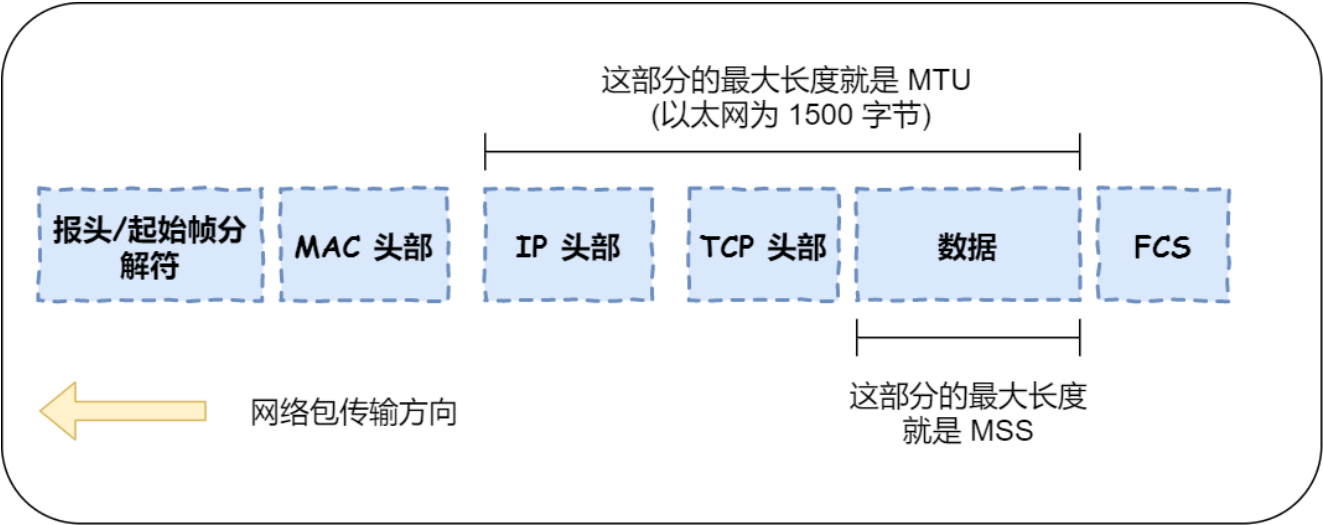 这部分的最大长度就是 MTU
(以太网为 1500 字节)
报头/起始帧分
解符
MAC 头部
IP 头部
TCP 头部
数据
FCS
这部分的最大长度
就是 MSS
网络包传输方向